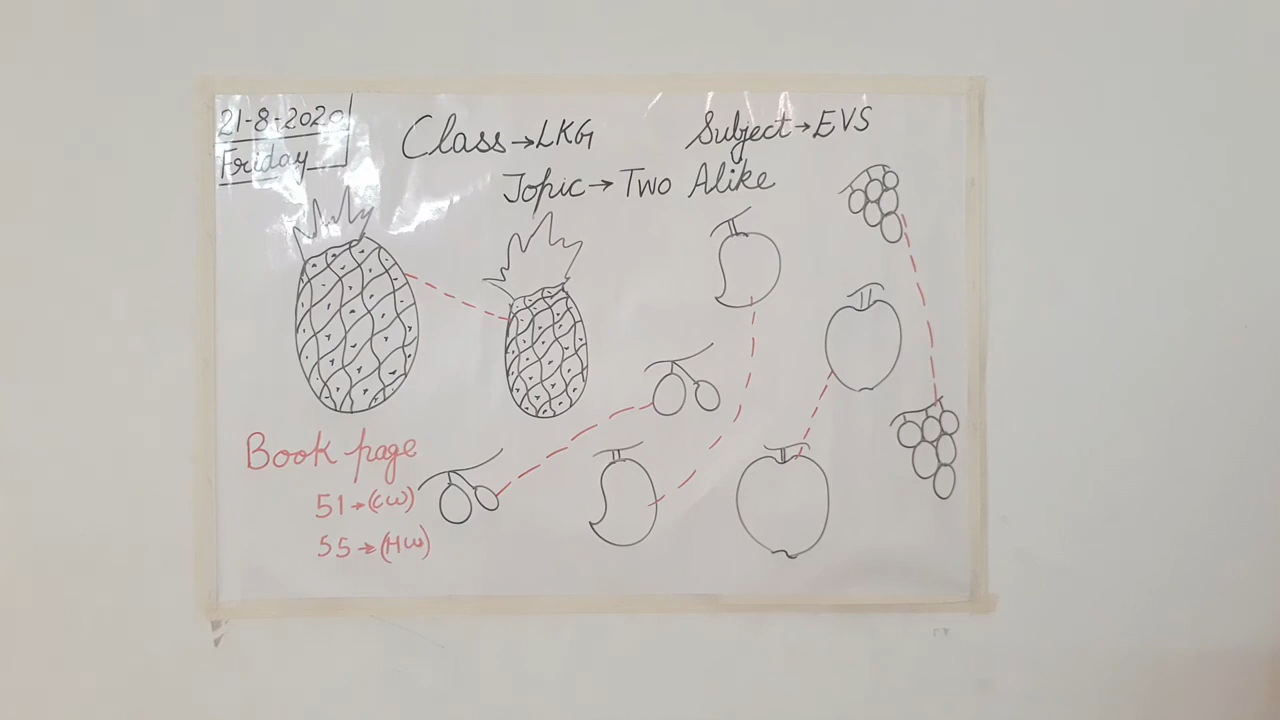 21-8-2020
Friday
Class→LKG
Subject→EVS
Topic→Two Alike
Book page
51→(CW)
55→(HW)